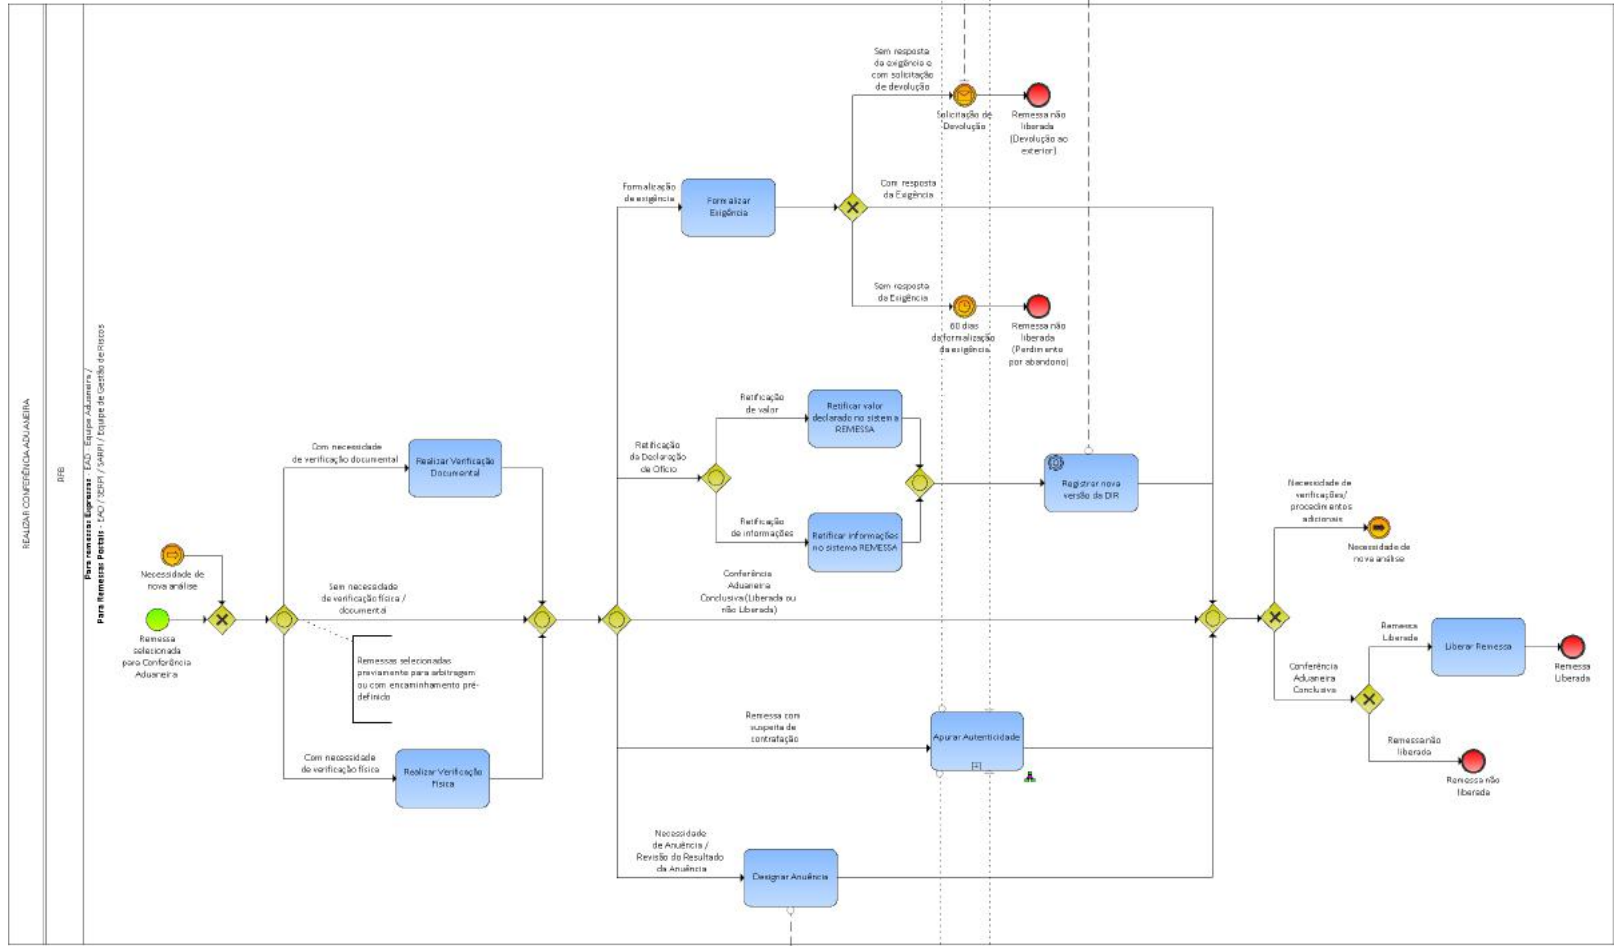 REALIZAR CONFERÊNCIA ADUANEIRA
RFB
Para remessas Expressas - EAD - Equipe Aduaneira /
Para Remessas Postais - EAD / SERPI / SARPI / Equipe de Gestão de Riscos
Sem resposta
da exigência e
com solicitação
de devolução
Solicitação de
Devolução
Remessa não
liberada
(Devolução ao
exterior)
Formalização
de exigência
Formalizar
Exigência
Com resposta
da Exigência
Sem resposta
da Exigência
60 dias
da formalização
da exigência
Remessa não
liberada
(Perdimento
por abandono)
Retificação
de valor
Retificar valor
declarado no sistema
REMESSA
Retificação
da Declaração
de Ofício
Registrar nova
versão da DIR
Retificação
de informações
Retificar informações
no sistema REMESSA
Com necessidade
de verificação documental
Realizar Verificação
Documental
Necessidade de
nova análise
Remessa
selecionada
para Conferência
Aduaneira
Sem necessidade
de verificação física /
documental
Remessas selecionadas
previamente para arbitragem
ou com encaminhamento pré-
definido
Com necessidade
de verificação física
Realizar Verificação
Física
Conferência
Aduaneira
Conclusiva (Liberada ou
não Liberada)
Remessa com
suspeita de
contrafação
Apurar Autenticidade
Necessidade
de Anuência /
Revisão do Resultado
da Anuência
Designar Anuência
Necessidade de
verificações/
procedimentos
adicionais
Necessidade de
nova análise
Conferência
Aduaneira
Conclusiva
Remessa
Liberada
Liberar Remessa
Remessa
Liberada
Remessa não
liberada
Remessa não
liberada